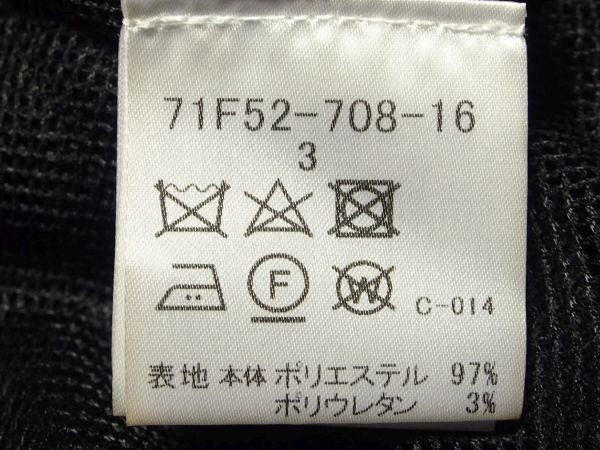 71F52-708-16
3
F W C-014
表地 本体 ポリエステル 97%
ポリウレタン 3%